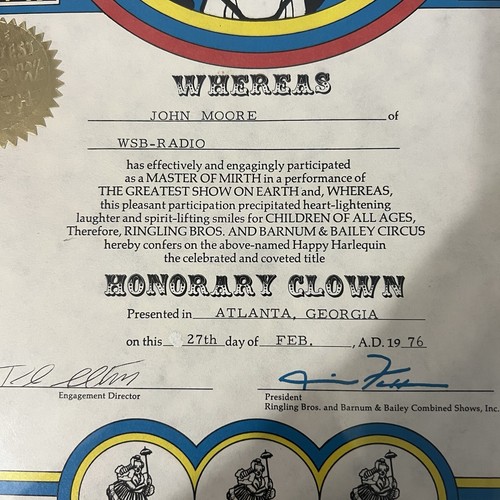 WHEREAS
JOHN MOORE of
WSB-RADIO
has effectively and engagingly participated
as a MASTER OF MIRTH in a performance of
THE GREATEST SHOW ON EARTH and, WHEREAS,
this pleasant participation precipitated heart-lightening
laughter and spirit-lifting smiles for CHILDREN OF ALL AGES,
Therefore, RINGLING BROS. AND BARNUM & BAILEY CIRCUS
hereby confers on the above-named Happy Harlequin
the celebrated and coveted title
HONORARY CLOWN
Presented in ATLANTA, GEORGIA
on this 27th day of FEB. , A.D. 19 76
Engagement Director
President
Ringling Bros. and Barnum & Bailey Combined Shows, Inc.